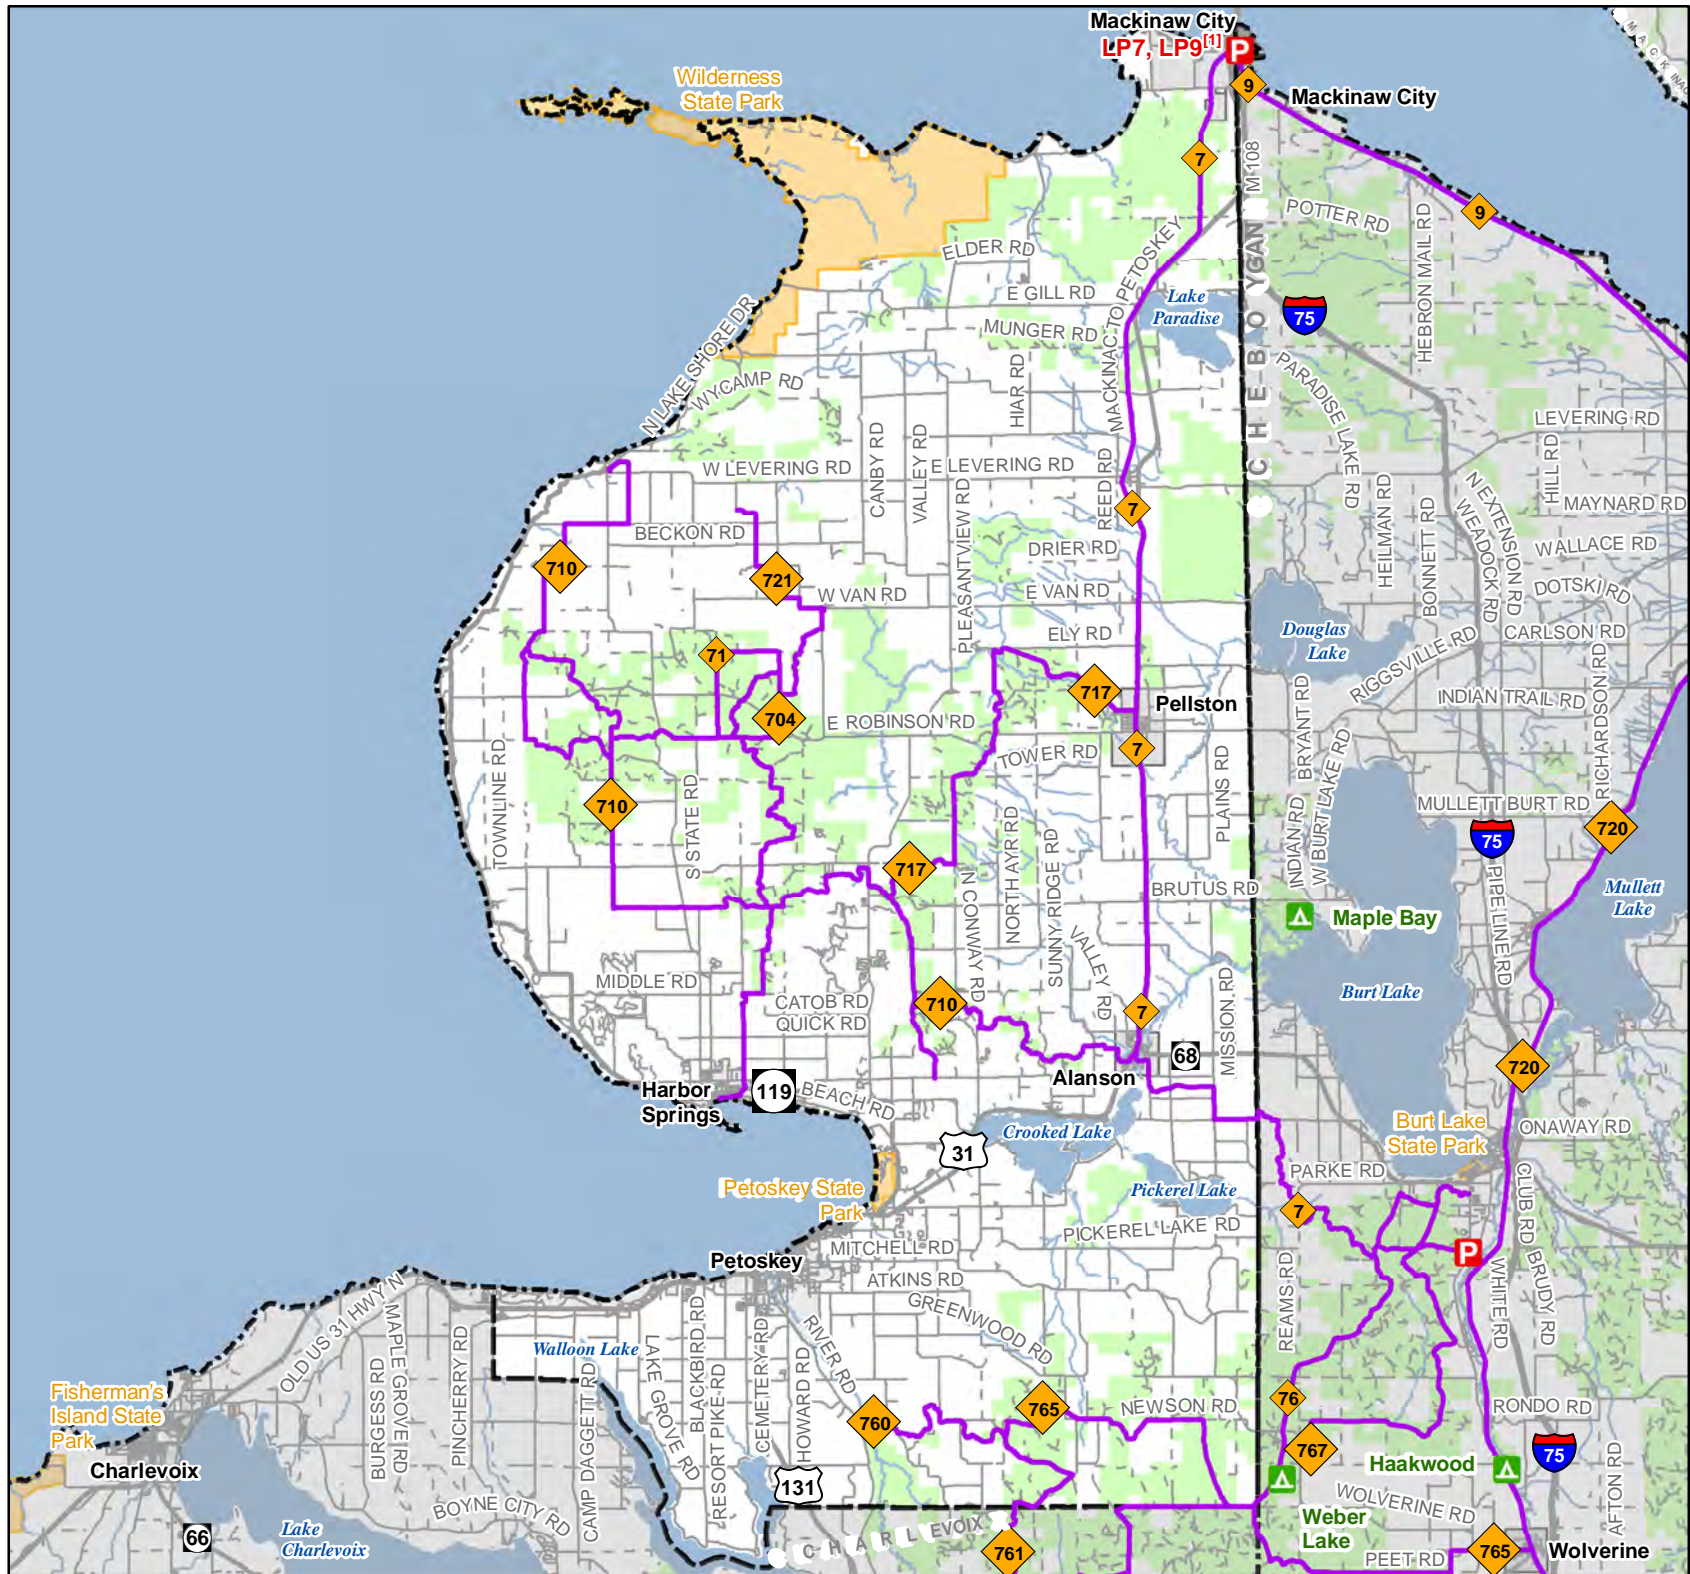 Mackinaw City
LP7, LP9[1]
P
MACKINAC
9
Mackinaw City
Wilderness
State Park
7
M 108
POTTER RD
9
HEBRON MAIL RD
ELDER RD
E GILL RD
MUNGER RD
MACKINAC TO PETOSKEY
Lake
Paradise
75
CHEBOYGAN
N LAKE SHORE DR
WYCAMP RD
HIAR RD
PARADISE LAKE RD
LEVERING RD
CANBY RD
VALLEY RD
W LEVERING RD
E LEVERING RD
REED RD
HILL RD
MAYNARD RD
N EXTENSION RD
WEADOCK RD
HEILMAN RD
BONNETT RD
PLEASANTVIEW RD
7
BECKON RD
DRIER RD
WALLACE RD
710
721
W VAN RD
E VAN RD
DOTSKI RD
ELY RD
CARLSON RD
Douglas
Lake
RIGGSVILLE RD
71
717
Pellston
INDIAN TRAIL RD
704
E ROBINSON RD
TOWER RD
7
BRYANT RD
W BURT LAKE RD
RICHARDSON RD
TOWNLINE RD
S STATE RD
PLAINS RD
MULLETT BURT RD
710
720
75
NORTH AYR RD
SUNNY RIDGE RD
INDIAN RD
717
N CONWAY RD
BRUTUS RD
PIPE LINE RD
Mullett
Lake
Maple Bay
VALLEY RD
MIDDLE RD
CATOB RD
QUICK RD
710
7
MISSION RD
Burt Lake
68
720
Harbor
Springs
119
BEACH RD
Alanson
Crooked Lake
31
Burt Lake
State Park
ONAWAY RD
PARKE RD
Petoskey State
Park
Pickerel Lake
7
CLUB RD
BRUDY RD
PICKEREL LAKE RD
Petoskey
MITCHELL RD
P
ATKINS RD
WHITE RD
REAMS RD
GREENWOOD RD
OLD US 31 HWY N
MAPLE GROVE RD
BURGESS RD
PINCHERRY RD
Walloon Lake
LAKE GROVE RD
BLACKBIRD RD
RESORT PIKE RD
CEMETERY RD
HOWARD RD
RIVER RD
CAMP DAGGETT RD
Fisherman's
Island State
Park
76
765
760
NEWSON RD
RONDO RD
767
Haakwood
75
AFTON RD
Charlevoix
131
BOYNE CITY RD
WOLVERINE RD
66
Lake
Charlevoix
CHARLEVOIX
Weber
Lake
761
765
Wolverine
PEET RD